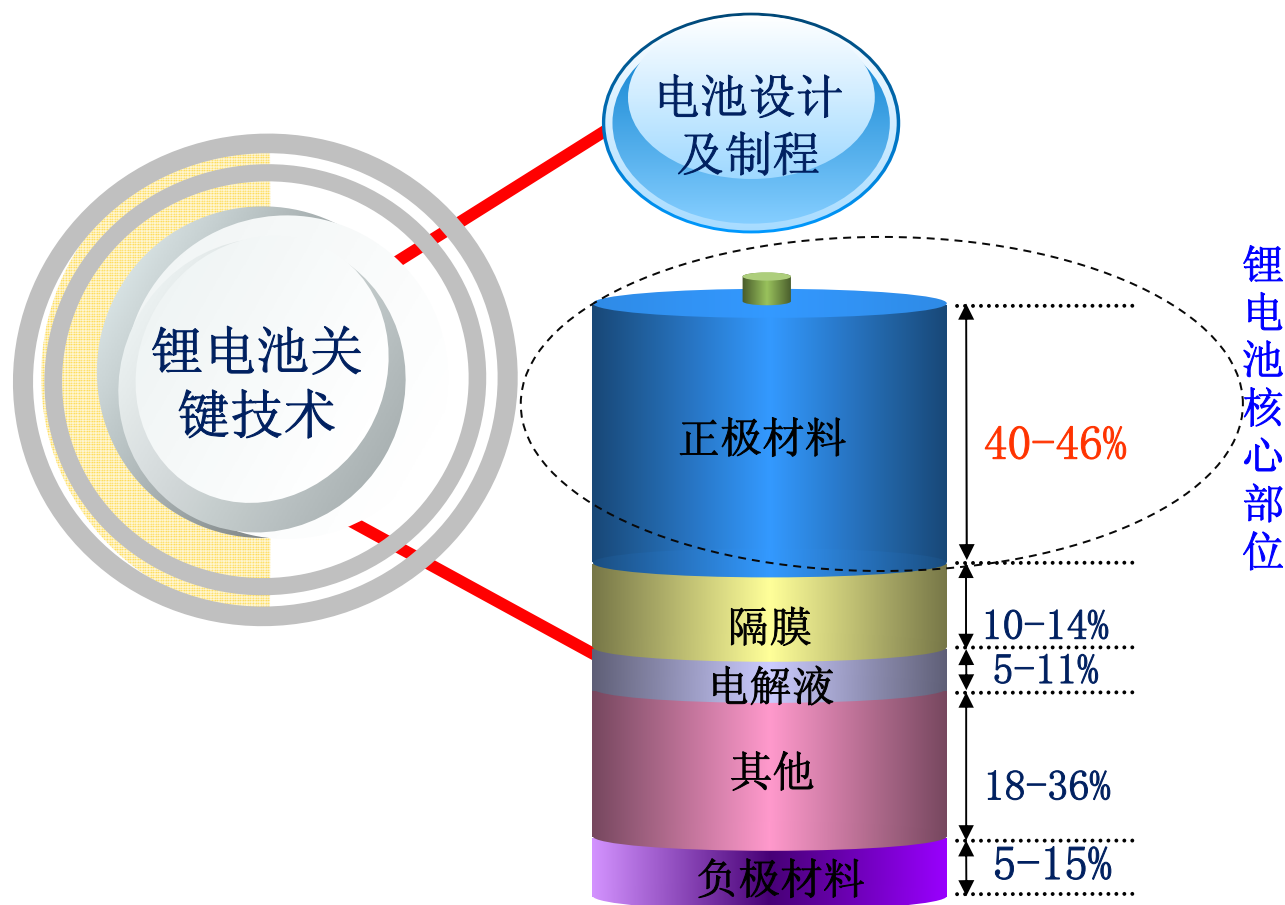 电池设计
及制程
锂电池关
键技术
锂电池核心部位
正极材料
40-46%
隔膜
10-14%
电解液
5-11%
其他
18-36%
负极材料
5-15%